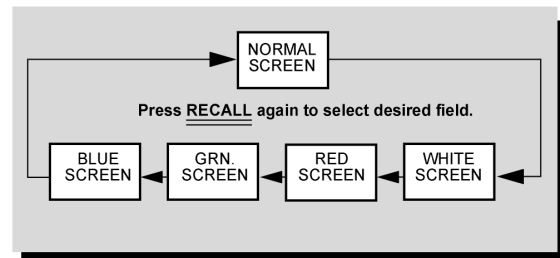 NORMAL
SCREEN
Press RECALL again to select desired field.
BLUE
SCREEN
GRN.
SCREEN
RED
SCREEN
WHITE
SCREEN